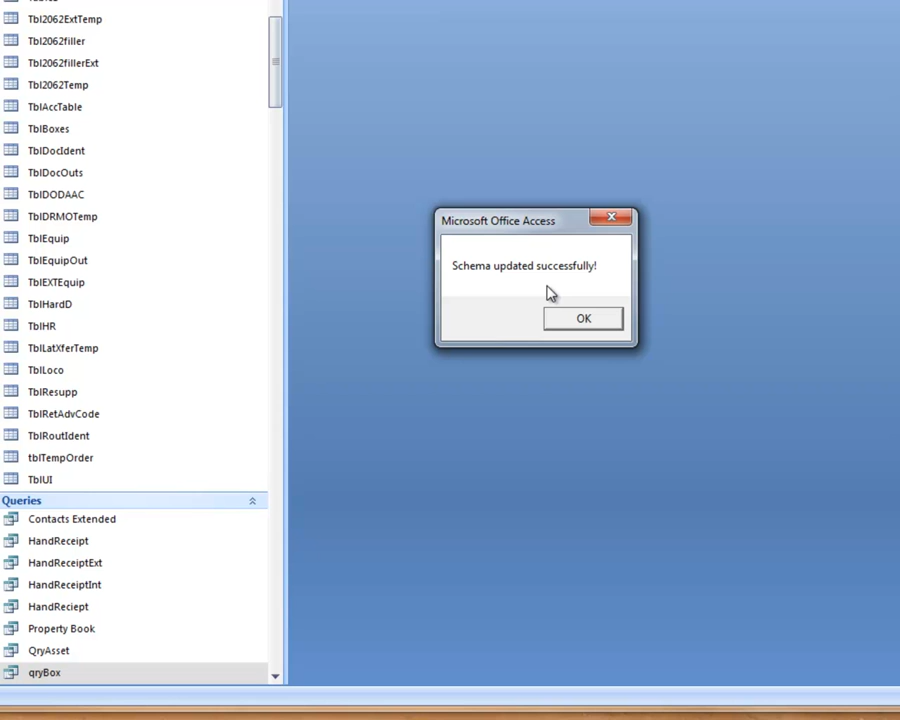 Tbl2062ExtTemp
Tbl2062filler
Tbl2062fillerExt
Tbl2062Temp
TblAccTable
TblBoxes
TblDocIdent
TblDocOuts
TblDODAAC
TblDRMOTemp
TblEquip
TblEquipOut
TblEXTEquip
TblHardD
TblHR
TblLatXferTemp
TblLoco
TblResupp
TblRetAdvCode
TblRoutIdent
tblTempOrder
TblUI
Queries
Contacts Extended
HandReceipt
HandReceiptExt
HandReceiptInt
HandReciept
Property Book
QryAsset
qryBox
Microsoft Office Access
Schema updated successfully!
OK